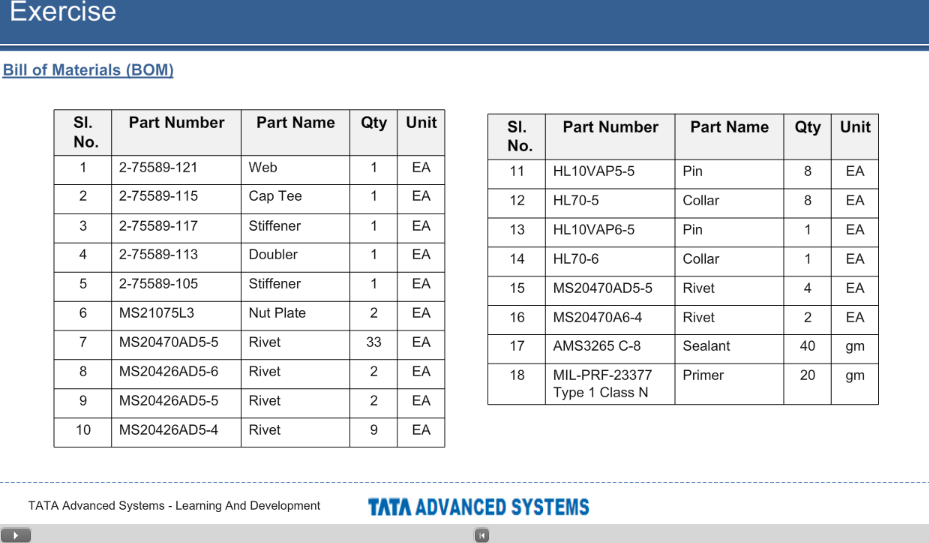 Exercise
Bill of Materials (BOM)
Sl. No. Part Number Part Name Qty Unit
1 2-75589-121 Web 1 EA
2 2-75589-115 Cap Tee 1 EA
3 2-75589-117 Stiffener 1 EA
4 2-75589-113 Doubler 1 EA
5 2-75589-105 Stiffener 1 EA
6 MS21075L3 Nut Plate 2 EA
7 MS20470AD5-5 Rivet 33 EA
8 MS20426AD5-6 Rivet 2 EA
9 MS20426AD5-5 Rivet 2 EA
10 MS20426AD5-4 Rivet 9 EA
Sl. No. Part Number Part Name Qty Unit
11 HL10VAP5-5 Pin 8 EA
12 HL70-5 Collar 8 EA
13 HL10VAP6-5 Pin 1 EA
14 HL70-6 Collar 1 EA
15 MS20470AD5-5 Rivet 4 EA
16 MS20470A6-4 Rivet 2 EA
17 AMS3265 C-8 Sealant 40 gm
18 MIL-PRF-23377 Type 1 Class N Primer 20 gm
TATA Advanced Systems - Learning And Development
TATA ADVANCED SYSTEMS